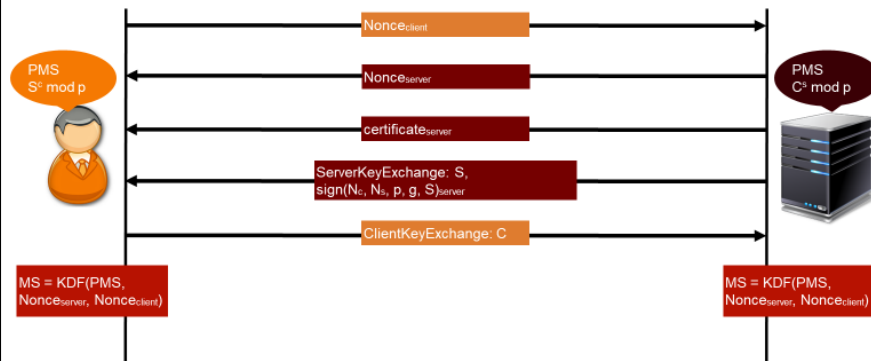 Nonceclient
PMS
Sᶜ mod p
Nonceserver
PMS
Cˢ mod p
certificateserver
ServerKeyExchange: S,
sign(Nc, Ns, p, g, S)server
ClientKeyExchange: C
MS = KDF(PMS,
Nonceserver, Nonceclient)
MS = KDF(PMS,
Nonceserver, Nonceclient)